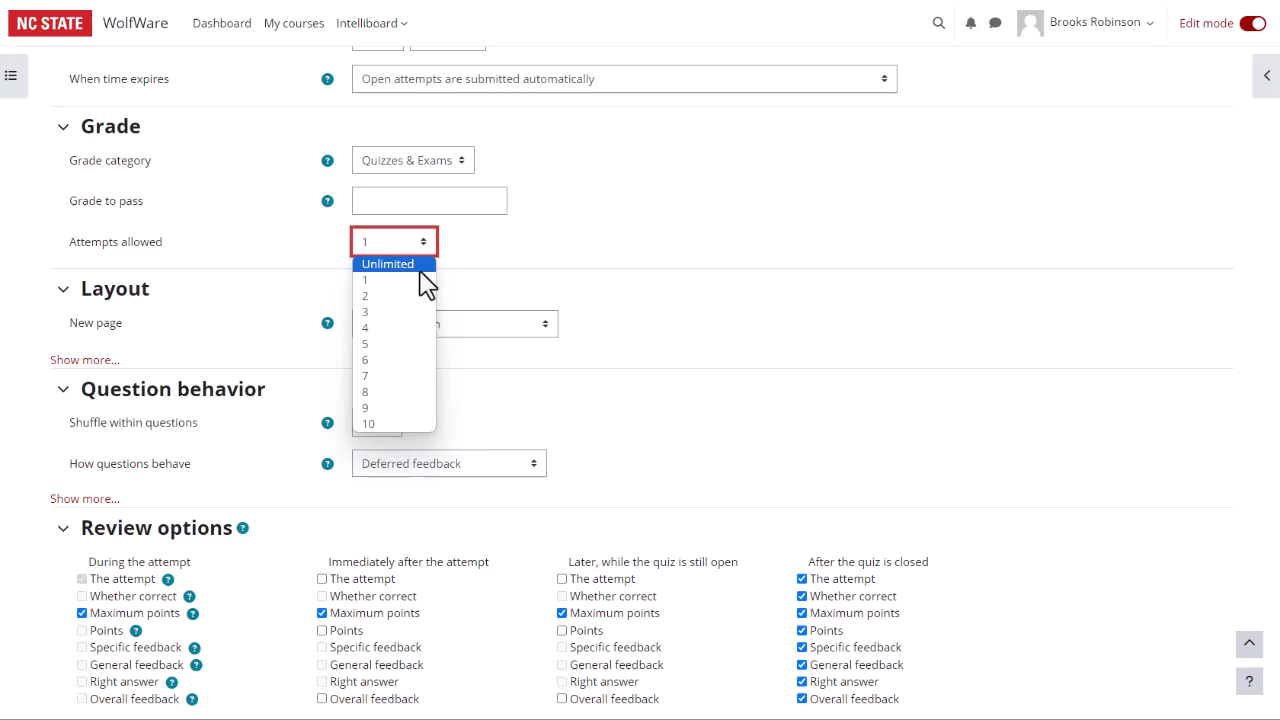 NC STATE WolfWare Dashboard My courses Intelliboard Brooks Robinson Edit mode
When time expires ? Open attempts are submitted automatically
Grade
Grade category ? Quizzes & Exams
Grade to pass ?
Attempts allowed 1
Unlimited
1
2
3
4
5
6
7
8
9
10
Layout
New page ? n
Show more...
Question behavior
Shuffle within questions ?
How questions behave ? Deferred feedback
Show more...
Review options ?
During the attempt Immediately after the attempt Later, while the quiz is still open After the quiz is closed
The attempt ? The attempt The attempt The attempt
Whether correct ? Whether correct Whether correct Whether correct
Maximum points ? Maximum points Maximum points Maximum points
Points ? Points Points Points
Specific feedback ? Specific feedback Specific feedback Specific feedback
General feedback ? General feedback General feedback General feedback
Right answer ? Right answer Right answer Right answer
?
Overall feedback ? Overall feedback Overall feedback Overall feedback